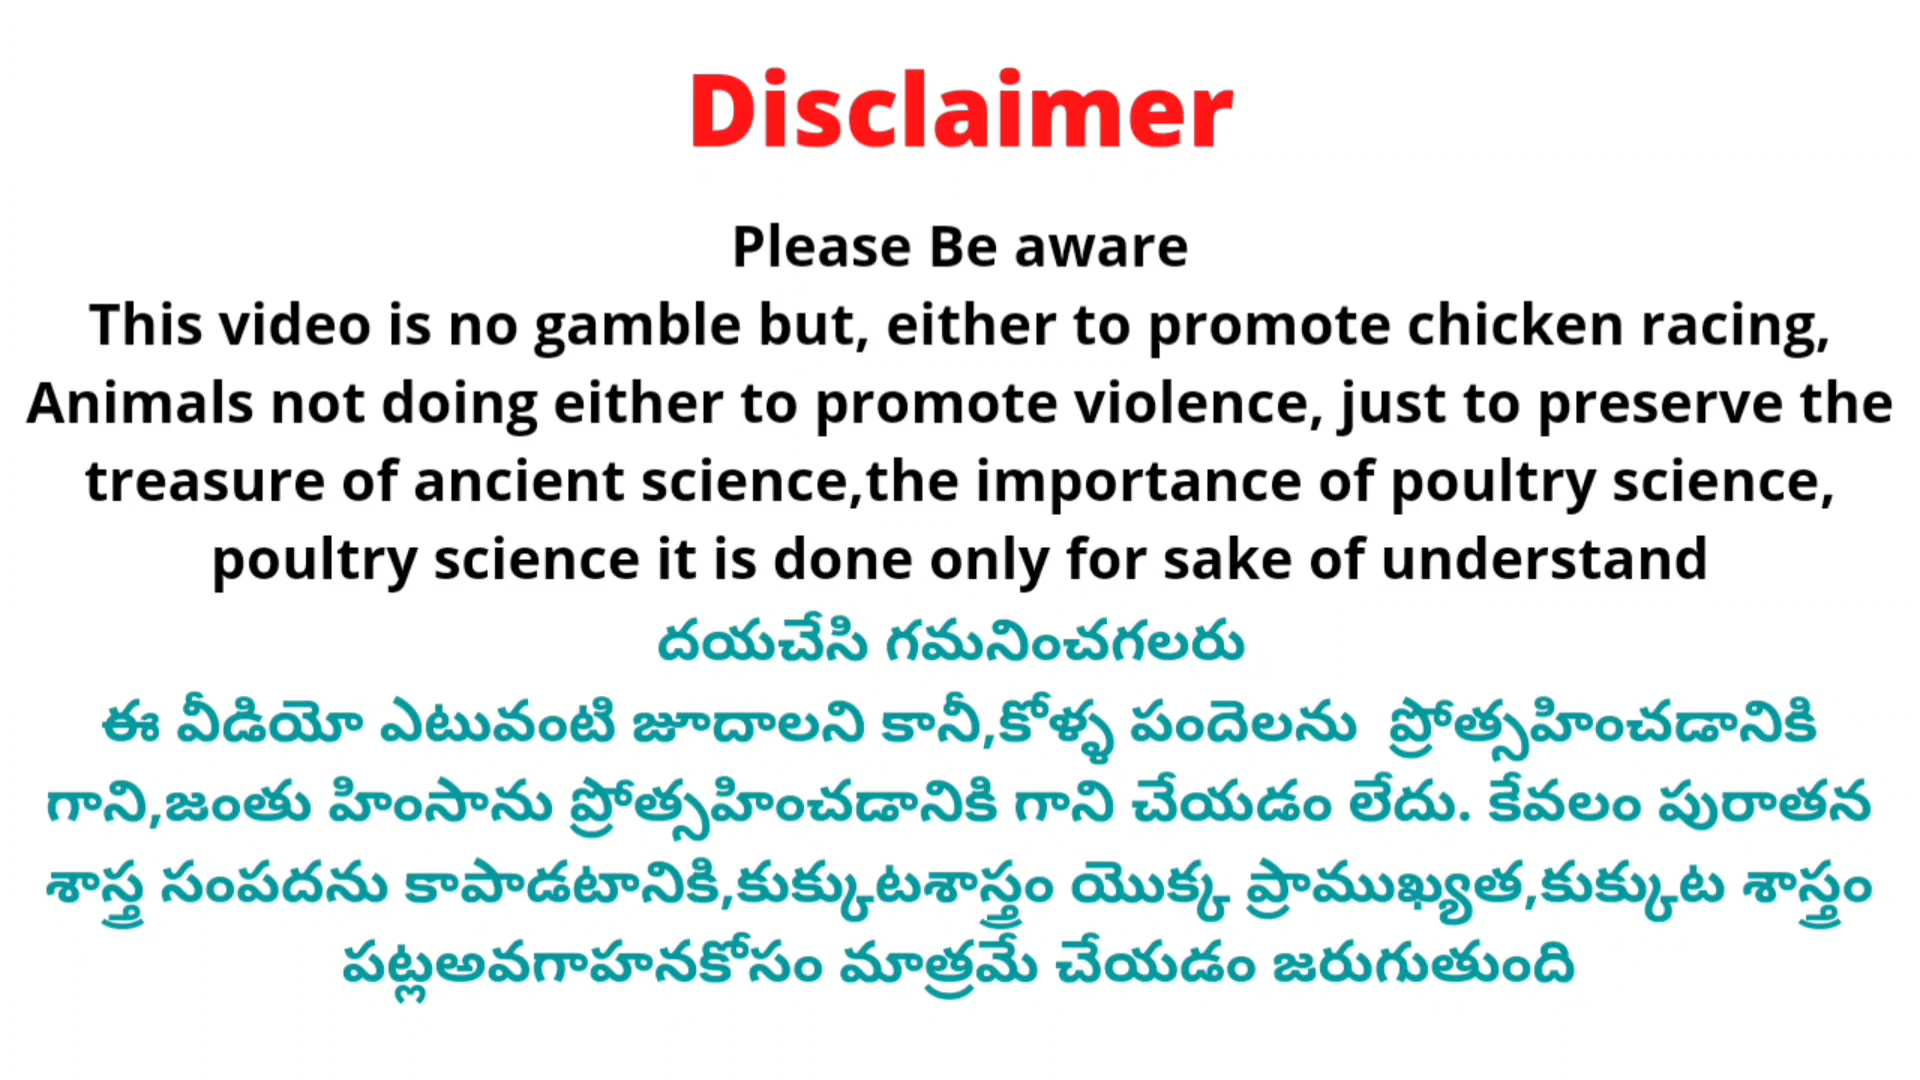 Disclaimer
Please Be aware
This video is no gamble but, either to promote chicken racing,
Animals not doing either to promote violence, just to preserve the
treasure of ancient science,the importance of poultry science,
poultry science it is done only for sake of understand
దయచేసి గమనించగలరు
ఈ వీడియో ఎటువంటి జూదాలని కానీ,కోళ్ళ పందెలను ప్రోత్సహించడానికి
గాని,జంతు హింసాను ప్రోత్సహించడానికి గాని చేయడం లేదు. కేవలం పురాతన
శాస్త్ర సంపదను కాపాడటానికి,కుక్కుటశాస్త్రం యొక్క ప్రాముఖ్యత,కుక్కుట శాస్త్రం
పట్లఅవగాహనకోసం మాత్రమే చేయడం జరుగుతుంది